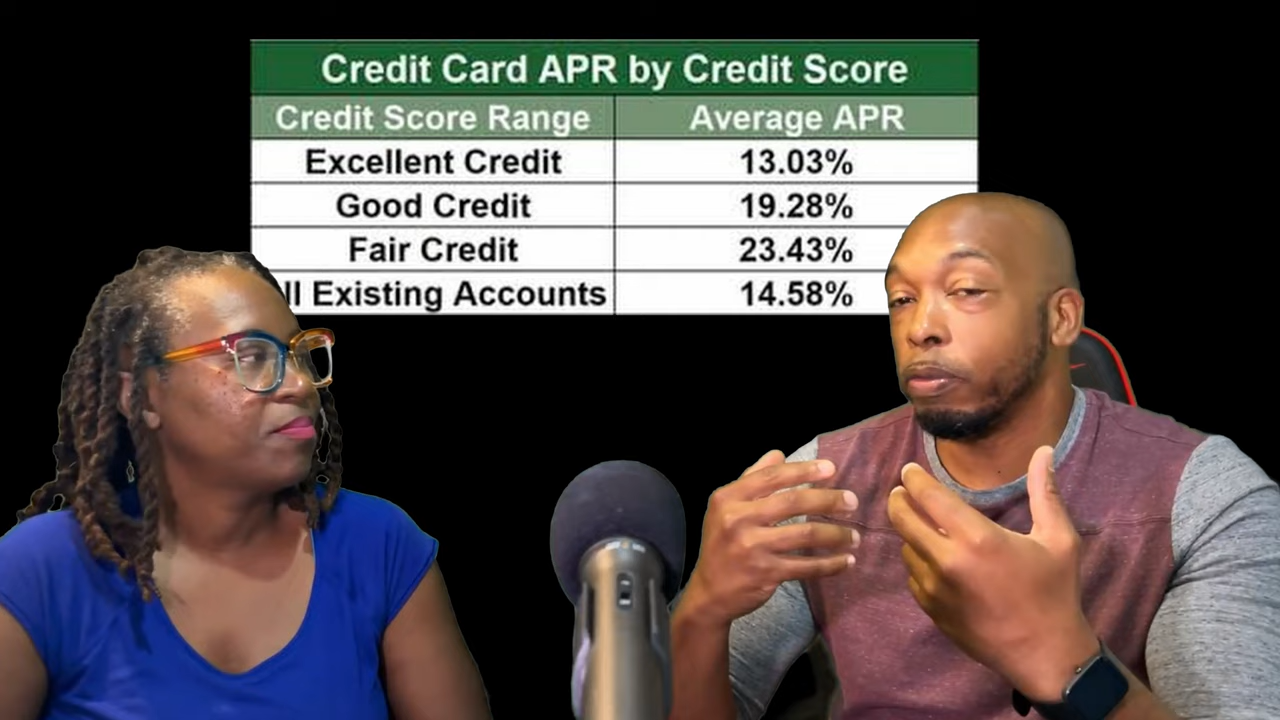 Credit Card APR by Credit Score
Credit Score Range Average APR
Excellent Credit 13.03%
Good Credit 19.28%
Fair Credit 23.43%
ll Existing Accounts 14.58%